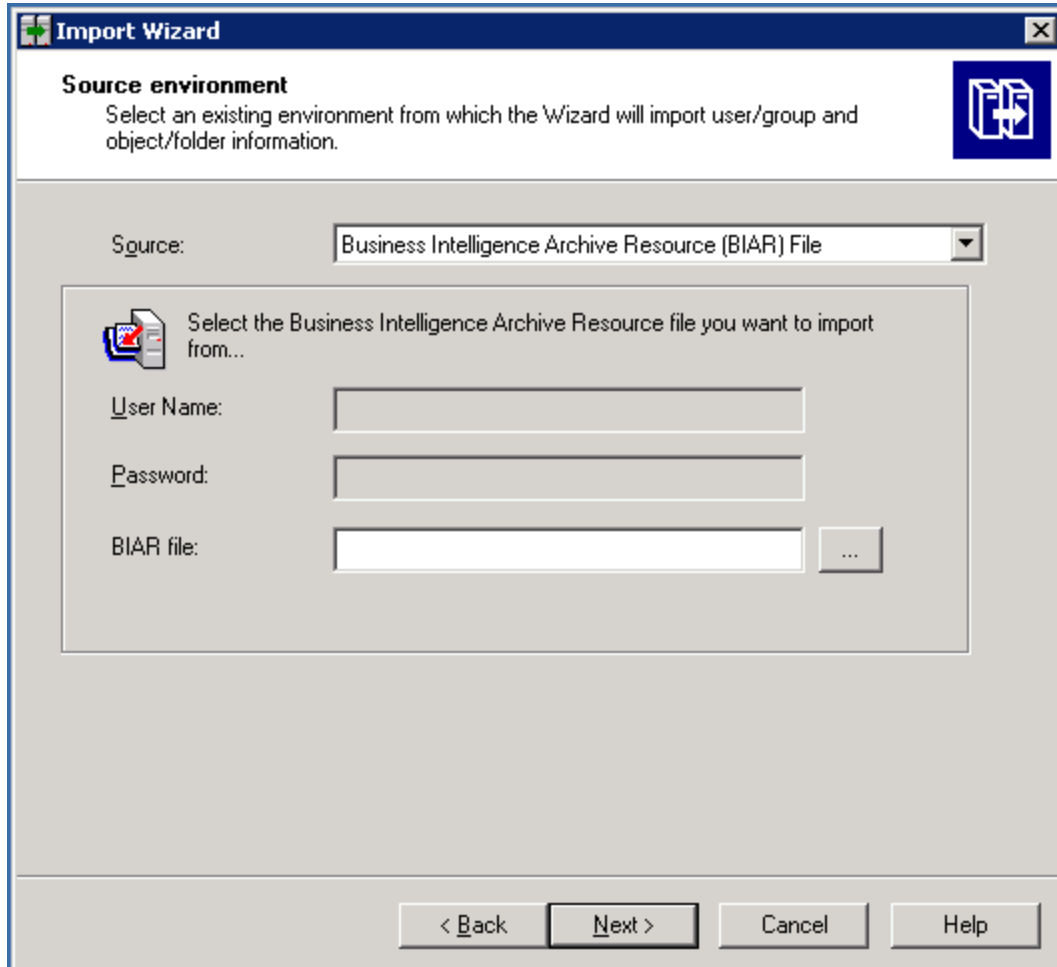 Import Wizard
Source environment
Select an existing environment from which the Wizard will import user/group and
object/folder information.
Source:
Business Intelligence Archive Resource (BIAR) File
Select the Business Intelligence Archive Resource file you want to import
from...
User Name:
Password:
BIAR file:
...
< Back
Next >
Cancel
Help